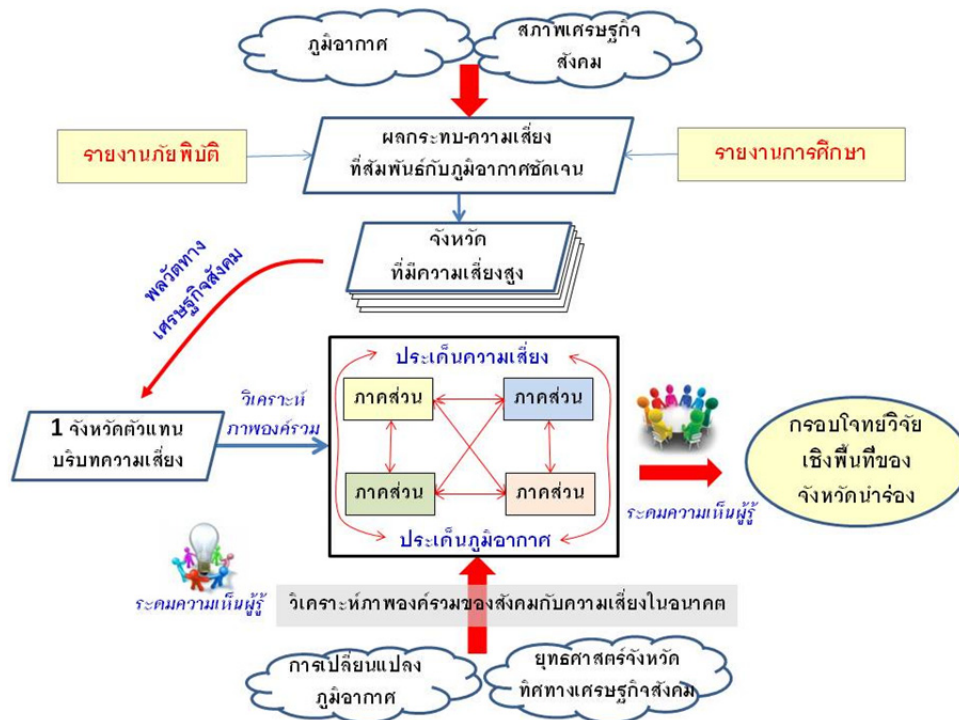 ภูมิอากาศ
สภาพเศรษฐกิจ
สังคม
ผลกระทบ-ความเสี่ยง
ที่สัมพันธ์กับภูมิอากาศชัดเจน
รายงานภัยพิบัติ
รายงานการศึกษา
จังหวัด
ที่มีความเสี่ยงสูง
พลวัตทาง
เศรษฐกิจสังคม
1 จังหวัดตัวแทน
บริบทความเสี่ยง
วิเคราะห์
ภาพองค์รวม
ประเด็นความเสี่ยง
ภาคส่วน
ภาคส่วน
ภาคส่วน
ภาคส่วน
ประเด็นภูมิอากาศ
ระดมความเห็นผู้รู้
กรอบโจทย์วิจัย
เชิงพื้นที่ของ
จังหวัดนำร่อง
ระดมความเห็นผู้รู้
วิเคราะห์ภาพองค์รวมของสังคมกับความเสี่ยงในอนาคต
การเปลี่ยนแปลง
ภูมิอากาศ
ยุทธศาสตร์จังหวัด
ทิศทางเศรษฐกิจสังคม